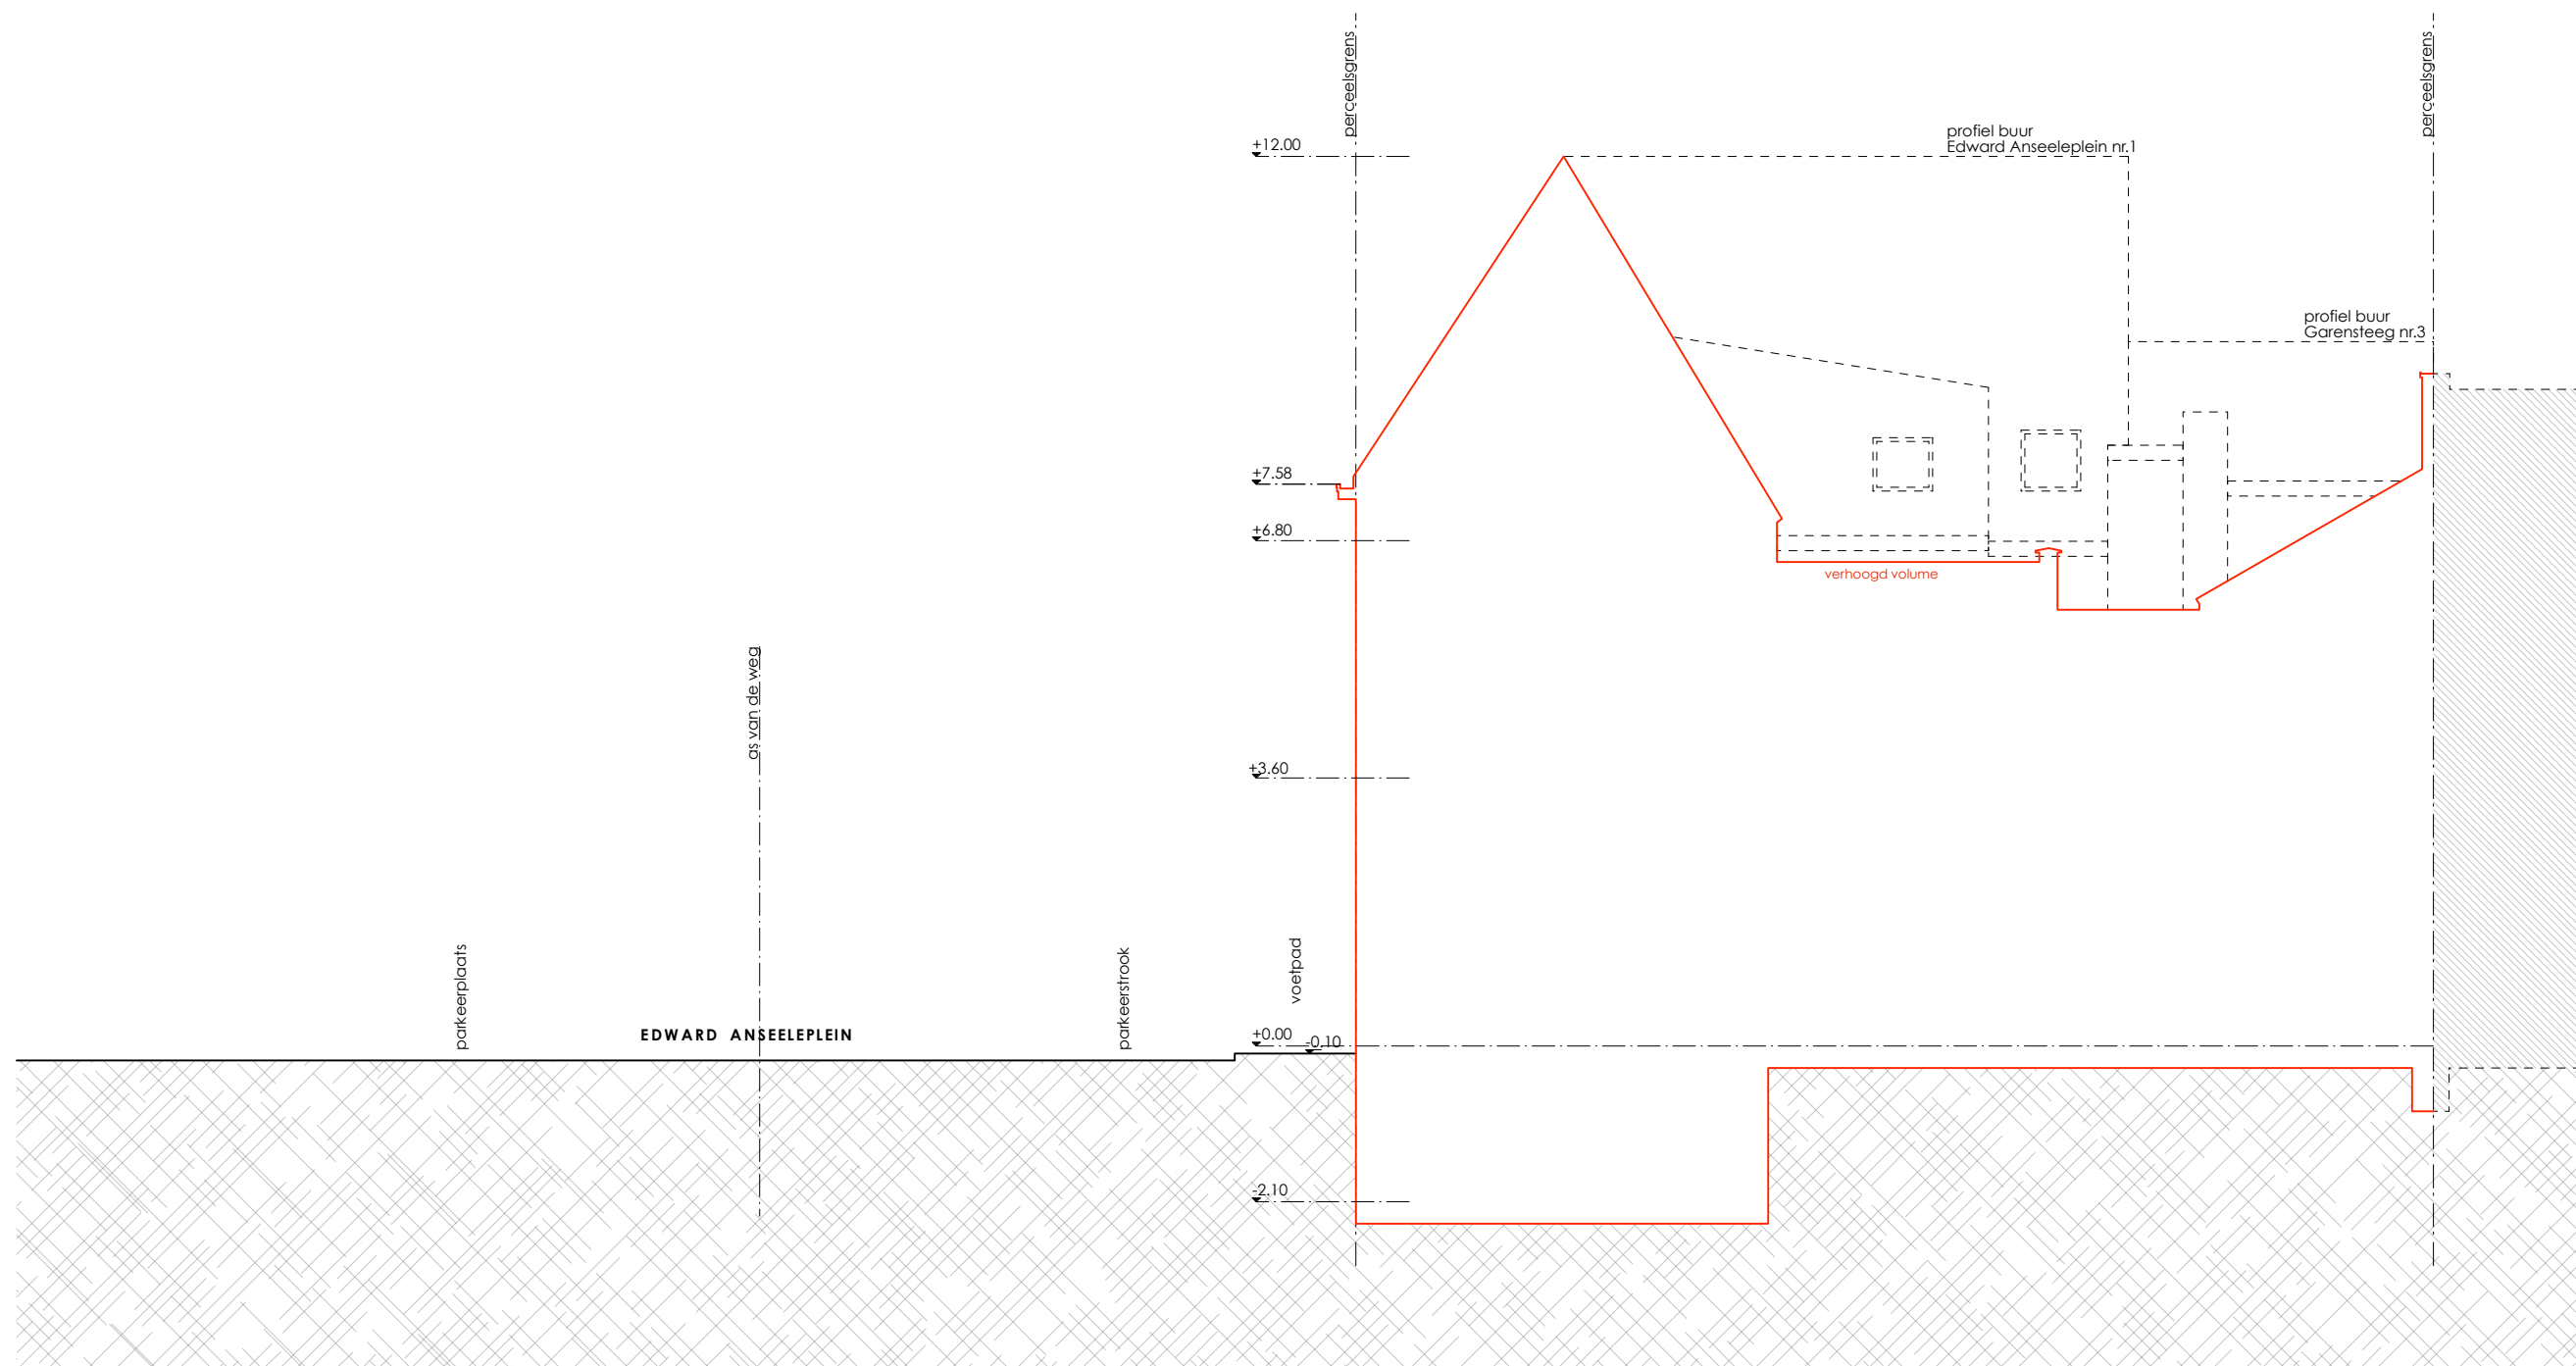 perceelsgrens
perceelsgrens
profiel buur
Edward Anseeleplein nr.1
+12.00
profiel buur
Garensteeg nr.3
+7.58
+6.80
verhoogd volume
as van de weg
+3.60
parkeerplaats
parkeerstrook
voetpad
EDWARD ANSEELEPLEIN
+0.00
-0.10
-2.10